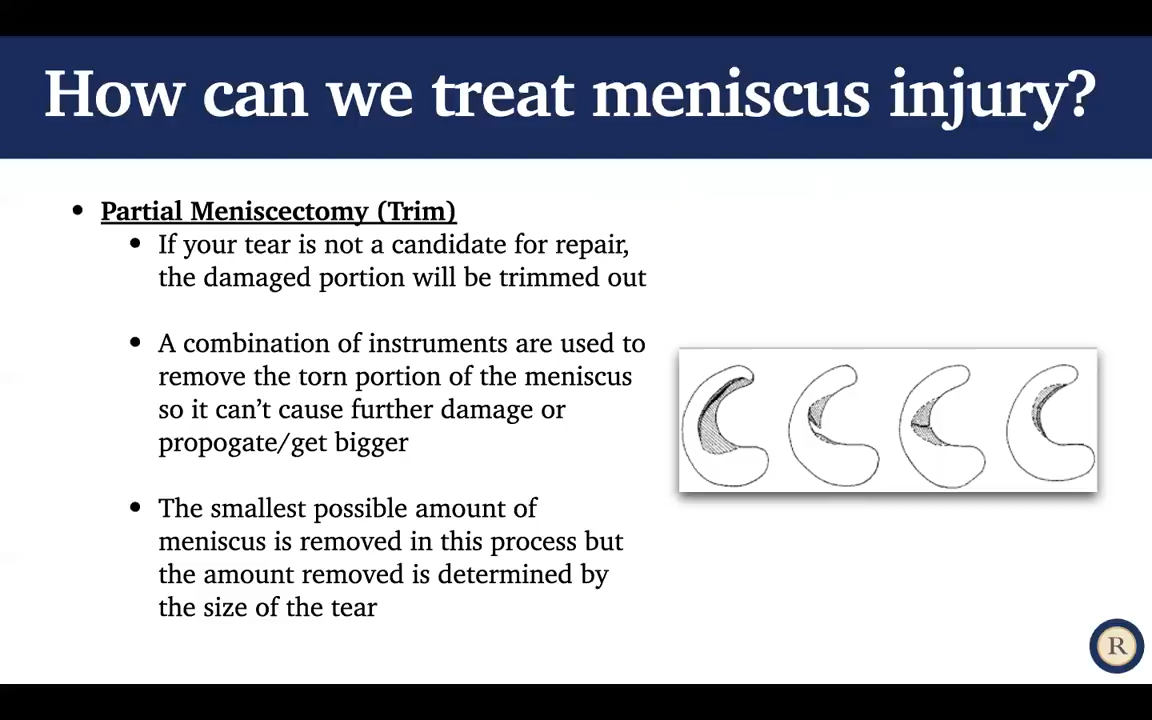 How can we treat meniscus injury?
• Partial Meniscectomy (Trim)
• If your tear is not a candidate for repair,
the damaged portion will be trimmed out
• A combination of instruments are used to
remove the torn portion of the meniscus
so it can’t cause further damage or
propogate/get bigger
• The smallest possible amount of
meniscus is removed in this process but
the amount removed is determined by
the size of the tear
R